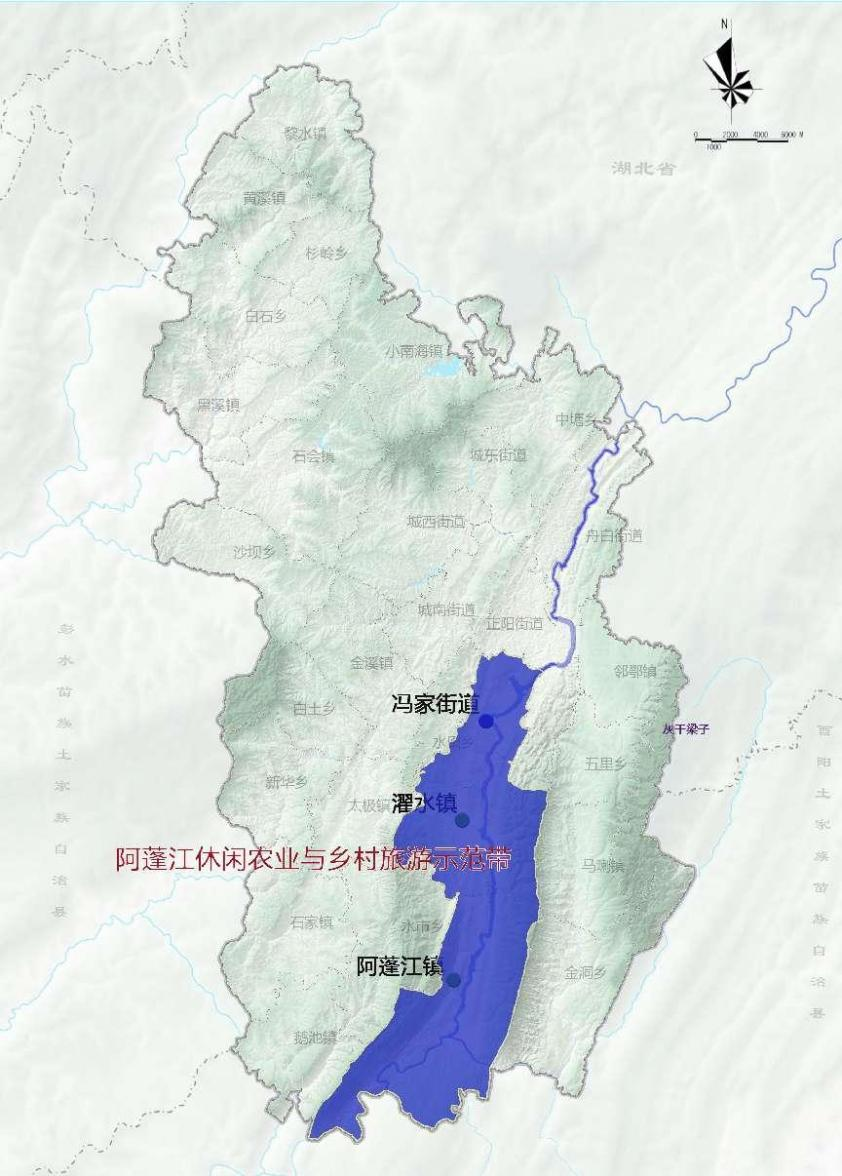 N
0 2000 4000 6000 M
1000
湖北省
黎水镇
黄溪镇
杉岭乡
白石乡
小南海镇
黑溪镇
中塘乡
石会镇
城东街道
城西街道
舟白街道
沙坝乡
城南街道
正阳街道
彭水苗族土家族自治县
金溪镇
邻鄂镇
冯家街道
白土乡
灰千梁子
酉阳土家族苗族自治县
水田乡
五里乡
新华乡
太极镇
濯水镇
阿蓬江休闲农业与乡村旅游示范带
马喇镇
石家镇
水市乡
阿蓬江镇
金洞乡
鹅池镇